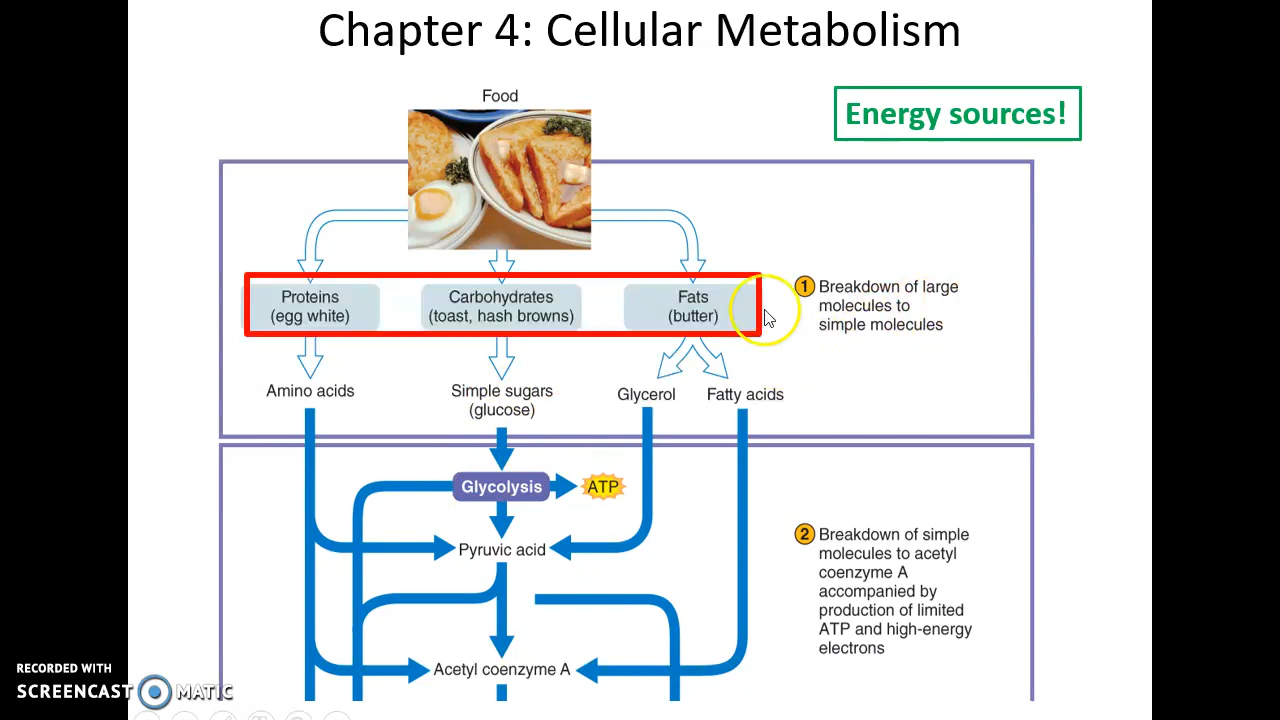 Chapter 4: Cellular Metabolism
Food
Energy sources!
Proteins
(egg white)
Carbohydrates
(toast, hash browns)
Fats
(butter)
1 Breakdown of large
molecules to
simple molecules
Amino acids
Simple sugars
(glucose)
Glycerol
Fatty acids
Glycolysis
ATP
Pyruvic acid
2 Breakdown of simple
molecules to acetyl
coenzyme A
accompanied by
production of limited
ATP and high-energy
electrons
Acetyl coenzyme A
RECORDED WITH
SCREENCAST MATIC